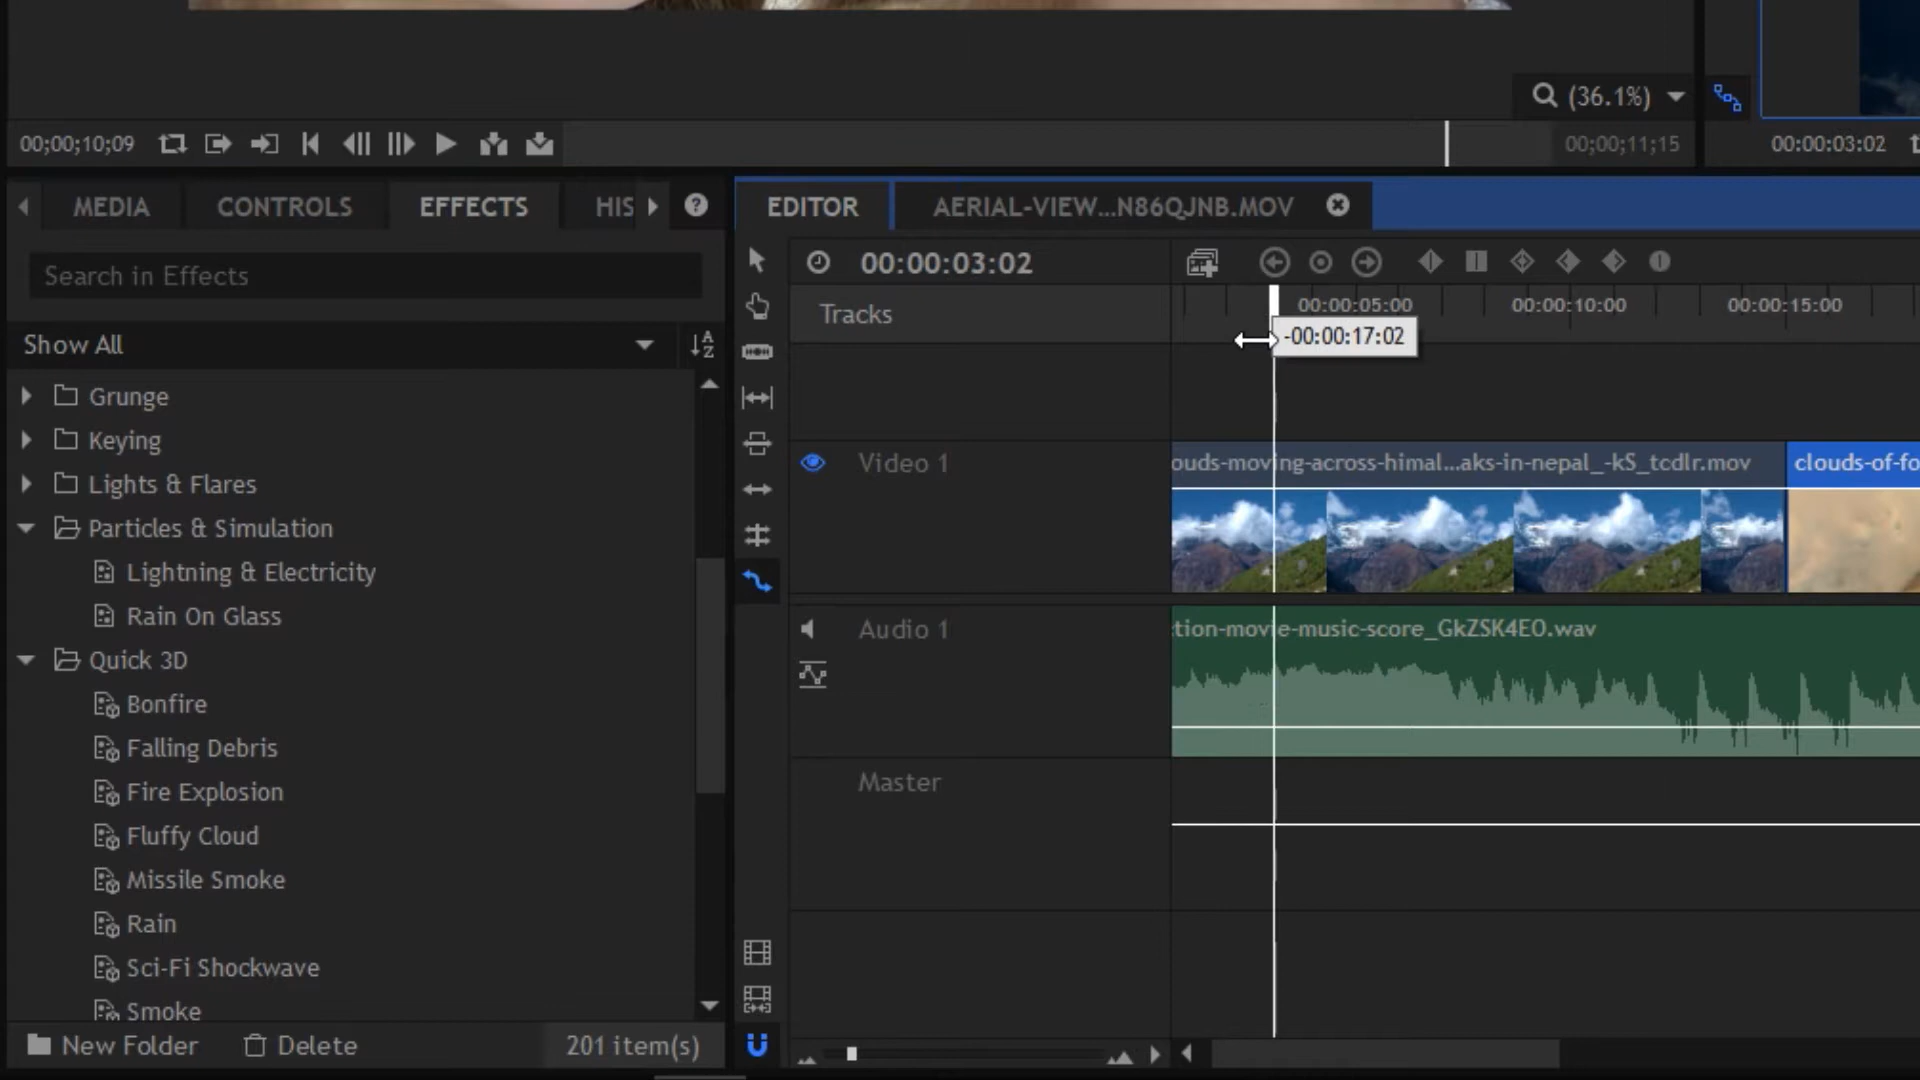 (36.1%)
00;00;10;09
00;00;11;15
00:00:03:02
MEDIA
CONTROLS
EFFECTS
HIS
EDITOR
AERIAL-VIEW...N86QJNB.MOV
Search in Effects
00:00:03:02
Tracks
00:00:05:00
00:00:10:00
00:00:15:00
-00:00:17:02
Show All
Grunge
Keying
Lights & Flares
Particles & Simulation
Lightning & Electricity
Rain On Glass
Quick 3D
Bonfire
Falling Debris
Fire Explosion
Fluffy Cloud
Missile Smoke
Rain
Sci-Fi Shockwave
Smoke
Video 1
ouds-moving-across-himal...aks-in-nepal_-kS_tcdlr.mov
clouds-of-fo
Audio 1
tion-movie-music-score_GkZSK4EO.wav
Master
New Folder
Delete
201 item(s)